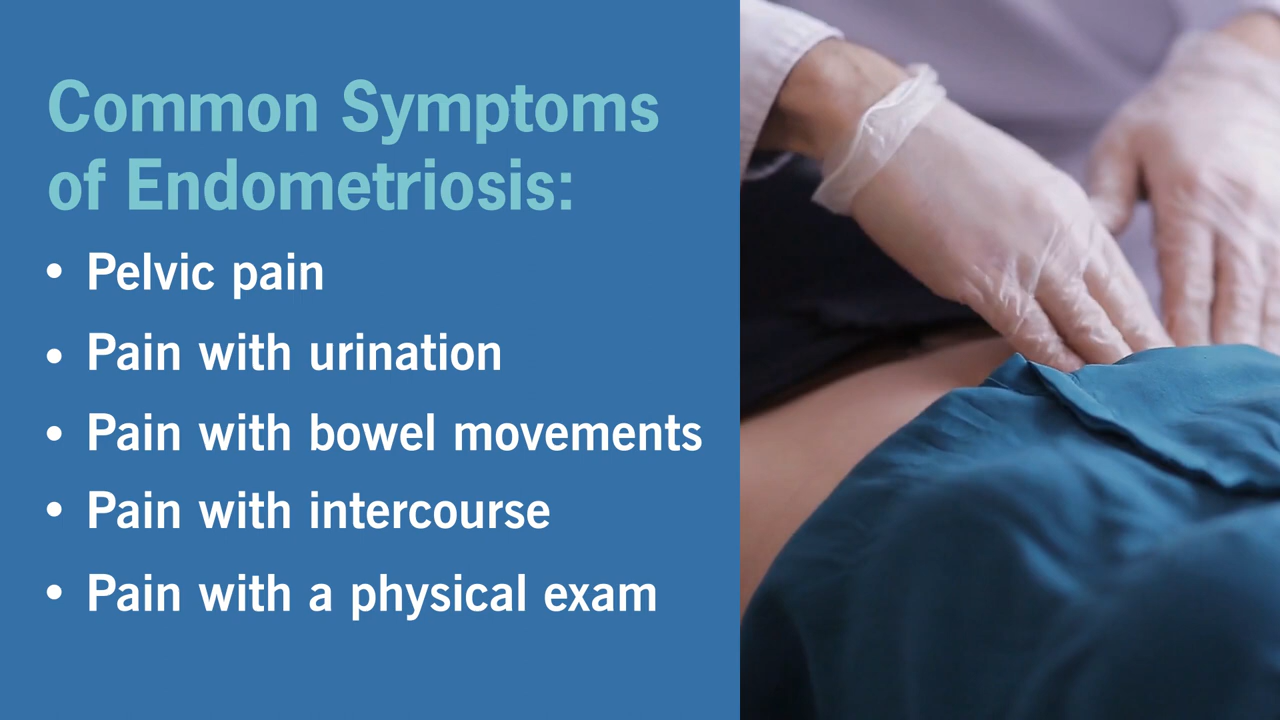 Common Symptoms
of Endometriosis:
• Pelvic pain
• Pain with urination
• Pain with bowel movements
• Pain with intercourse
• Pain with a physical exam